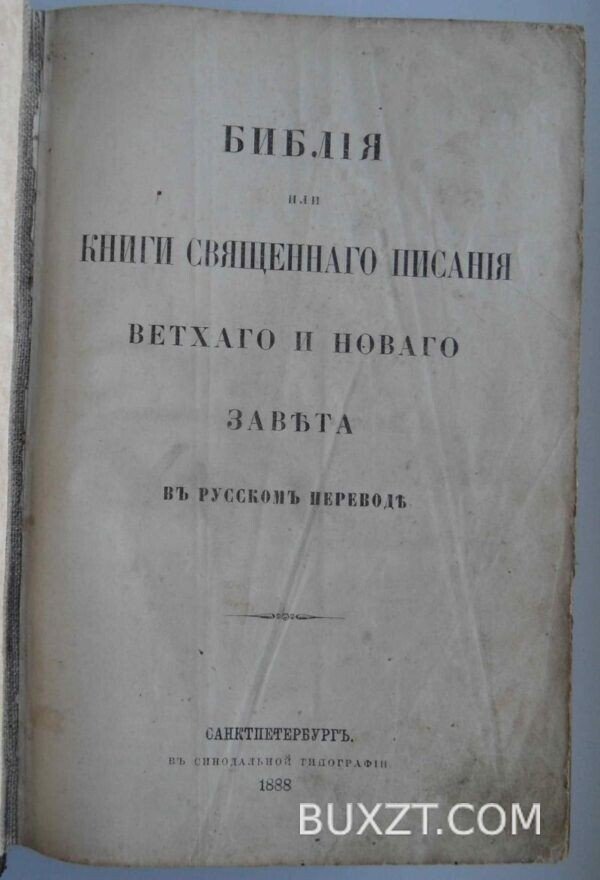 БИБЛІЯ
ИЛИ
КНИГИ СВЯЩЕННАГО ПИСАНІЯ
ВЕТХАГО И НОВАГО
ЗАВѢТА
ВЪ РУССКОМЪ ПЕРЕВОДѢ
САНКТПЕТЕРБУРГЪ.
ВЪ СИНОДАЛЬНОЙ ТИПОГРАФІИ
1888
BUXZT.COM